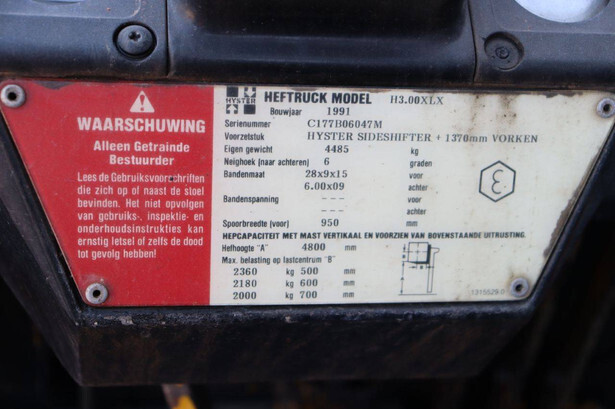 WAARSCHUWING
Alleen Getrainde
Bestuurder
Lees de Gebruiksvoorschriften
die zich op of naast de stoel
bevinden. Het niet opvolgen
van gebruiks-, inspektie- en
onderhoudsinstrukties kan
ernstig letsel of zelfs de dood
tot gevolg hebben!
HYSTER
HEFTRUCK MODEL H3.00XLX
Bouwjaar 1991
Serienummer C177B06047M
Voorzetstuk HYSTER SIDESHIFTER + 1370mm VORKEN
Eigen gewicht 4485 kg
Neighoek (naar achteren) 6 graden
Bandenmaat 28x9x15 voor
6.00x09 achter
Bandenspanning --- voor
--- achter
Spoorbreedte (voor) 950 mm
HEPCAPACITEIT MET MAST VERTIKAAL EN VOORZIEN VAN BOVENSTAANDE UITRUSTING.
Hefhoogte "A" 4800 mm
Max. belasting op lastcentrum "B"
2360 kg 500 mm
2180 kg 600 mm
2000 kg 700 mm